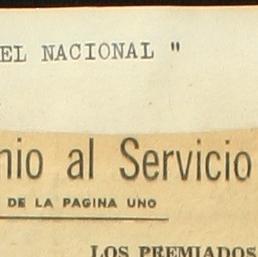 EL NACIONAL "
nio al Servicio
DE LA PAGINA UNO
LOS PREMIADOS